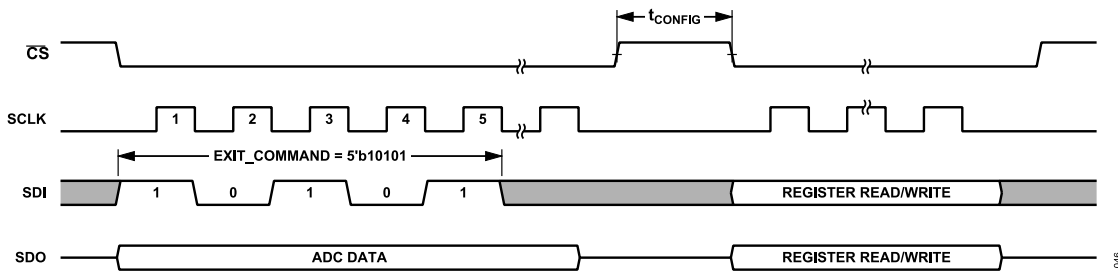 tCONFIG
CS
SCLK
1 2 3 4 5
EXIT_COMMAND = 5'b10101
SDI
1 0 1 0 1
REGISTER READ/WRITE
SDO
ADC DATA
REGISTER READ/WRITE